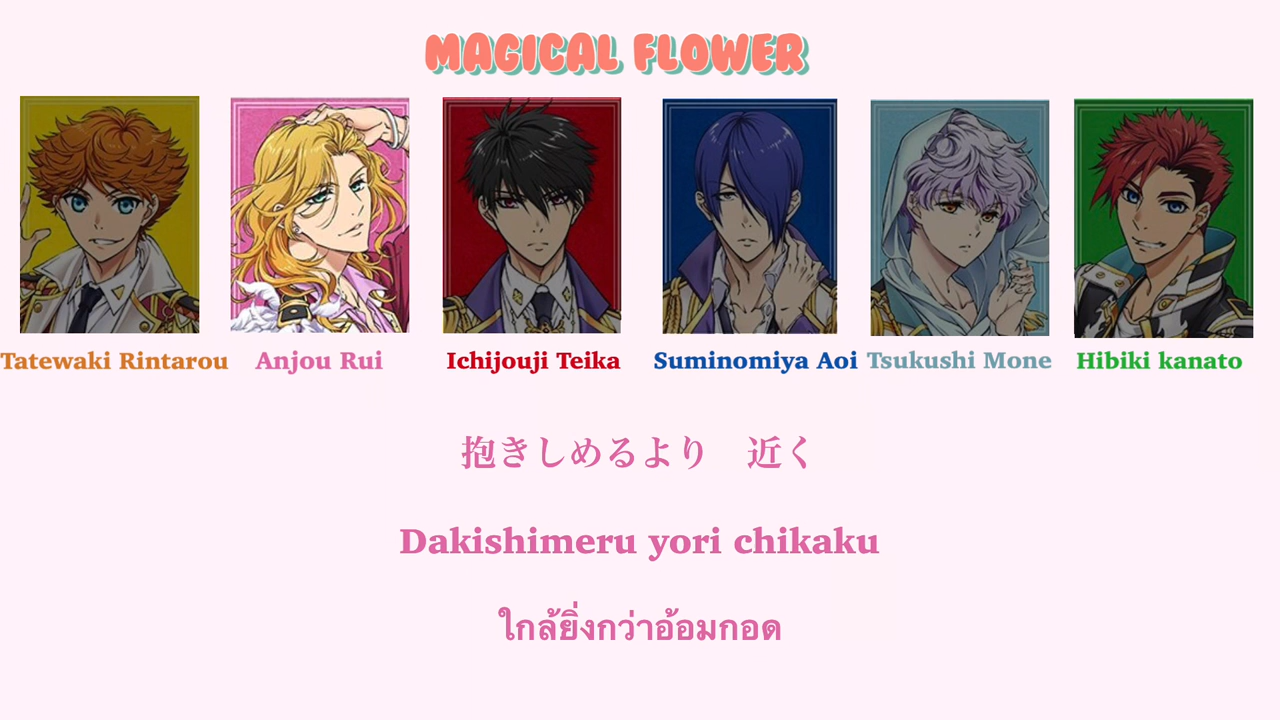 MAGICAL FLOWER
Tatewaki Rintarou Anjou Rui Ichijouji Teika Suminomiya Aoi Tsukushi Mone Hibiki kanato
抱きしめるより　近く
Dakishimeru yori chikaku
ใกล้ยิ่งกว่าอ้อมกอด